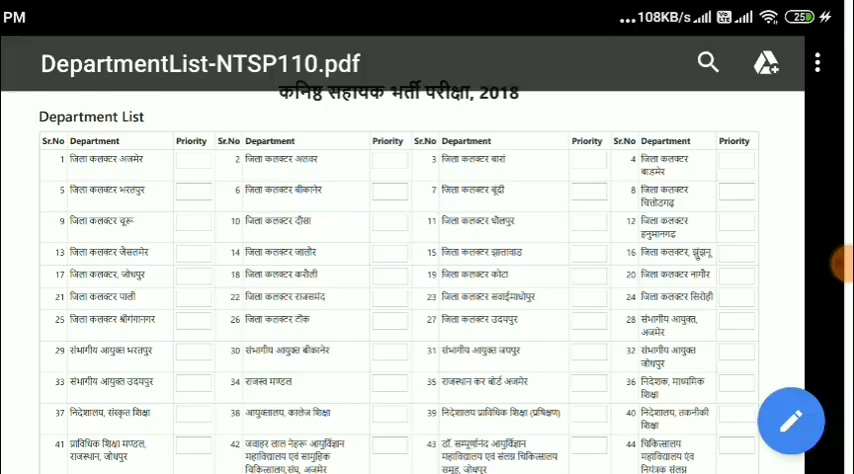 PM
...108KB/s VoLTE 25
DepartmentList-NTSP110.pdf
कनिष्ठ सहायक भर्ती परीक्षा, 2018
Department List
Sr.No Department Priority Sr.No Department Priority Sr.No Department Priority Sr.No Department Priority
1 जिला कलक्टर अजमेर 2 जिला कलक्टर अलवर 3 जिला कलक्टर बारां 4 जिला कलक्टर
बाडमेर
5 जिला कलक्टर भरतपुर 6 जिला कलक्टर बीकानेर 7 जिला कलक्टर बूंदी 8 जिला कलक्टर
चित्तोडगढ़
9 जिला कलक्टर चूरू 10 जिला कलक्टर दौसा 11 जिला कलक्टर धौलपुर 12 जिला कलक्टर
हनुमानगढ़
13 जिला कलक्टर जैसलमेर 14 जिला कलक्टर जालौर 15 जिला कलक्टर झालावाड 16 जिला कलक्टर, झुंझनू
17 जिला कलक्टर, जोधपुर 18 जिला कलक्टर करौली 19 जिला कलक्टर कोटा 20 जिला कलक्टर नागौर
21 जिला कलक्टर पाली 22 जिला कलक्टर राजसमंद 23 जिला कलक्टर सवाईमाधोपुर 24 जिला कलक्टर सिरोही
25 जिला कलक्टर श्रीगंगानगर 26 जिला कलक्टर टोंक 27 जिला कलक्टर उदयपुर 28 संभागीय आयुक्त,
अजमेर
29 संभागीय आयुक्त भरतपुर 30 संभागीय आयुक्त बीकानेर 31 संभागीय आयुक्त जयपुर 32 संभागीय आयुक्त
जोधपुर
33 संभागीय आयुक्त उदयपुर 34 राजस्व मण्डल 35 राजस्थान कर बोर्ड अजमेर 36 निदेशक, माध्यमिक
शिक्षा
37 निदेशालय, संस्कृत शिक्षा 38 आयुक्तालय, कालेज शिक्षा 39 निदेशालय प्राविधिक शिक्षा (प्रशिक्षण) 40 निदेशालय, तकनीकी
शिक्षा
41 प्राविधिक शिक्षा मण्डल, 42 जवाहर लाल नेहरू आयुर्विज्ञान 43 डॉ. सम्पूर्णानंद आयुर्विज्ञान 44 चिकित्सालय
राजस्थान, जोधपुर महाविद्यालय एंव सामुहिक महाविद्यालय एवं संलग्न चिकित्सालय महाविद्यालय एंव
चिकित्सालय,संघ, अजमेर समूह, जोधपुर नियंत्रक संलग्न